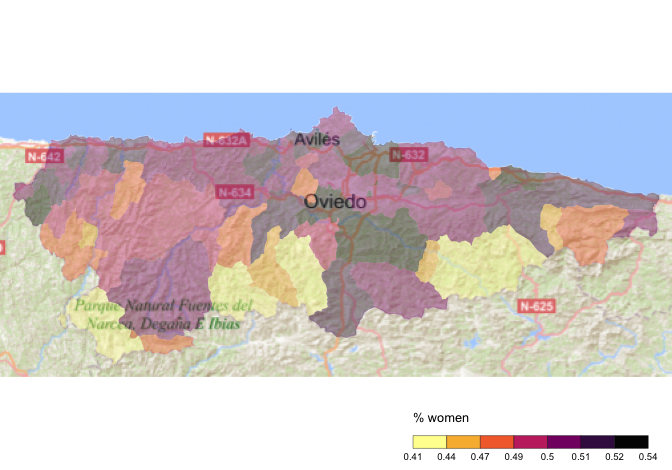 N-632A
Avilés
N-642
N-632
N-634
Oviedo
Parque Natural Fuentes del
Narcea, Degaña E Ibias
N-625
% women
0.41 0.44 0.47 0.49 0.5 0.51 0.52 0.54